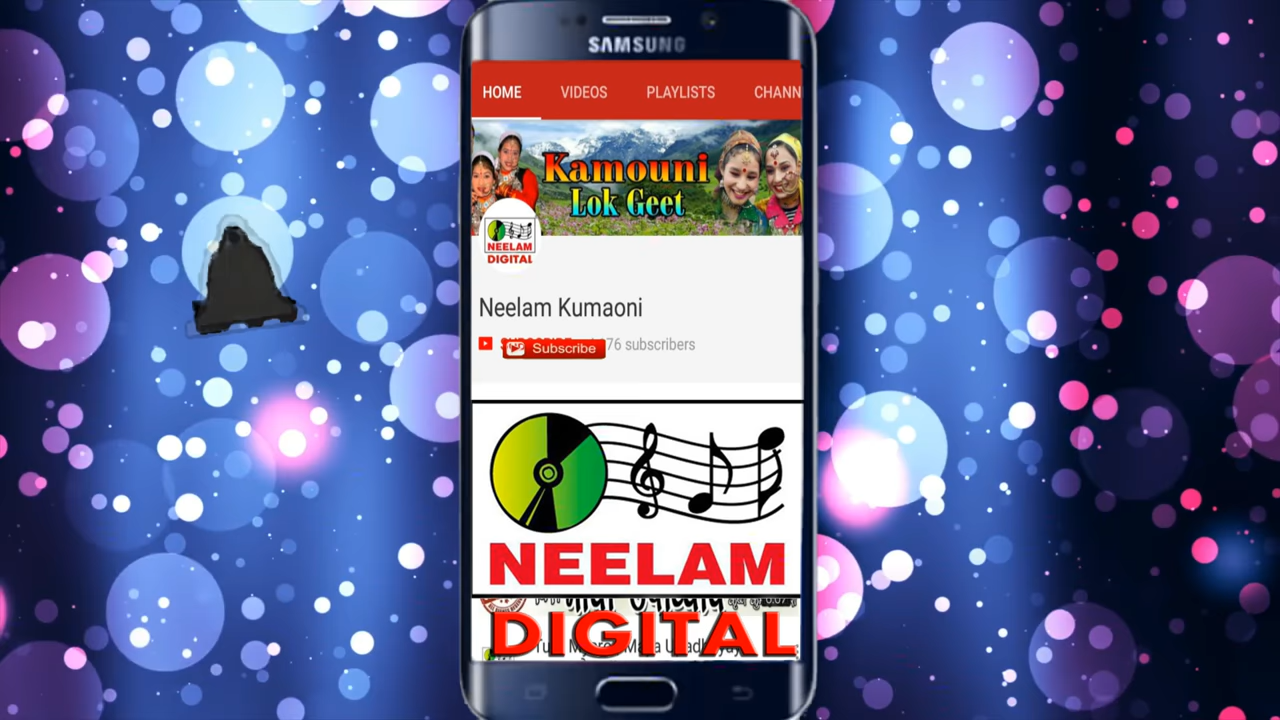 SAMSUNG
HOME VIDEOS PLAYLISTS CHANN
Kamouni
Lok Geet
NEELAM
DIGITAL
Neelam Kumaoni
Subscribe 76 subscribers
NEELAM
DIGITAL